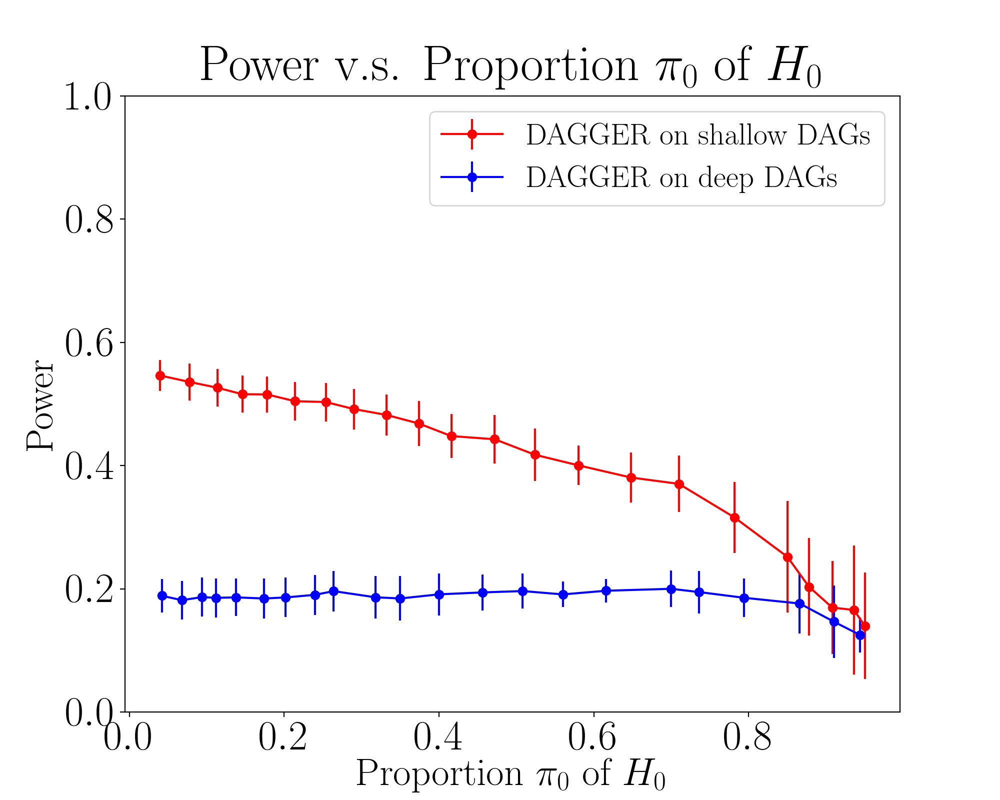 Power v.s. Proportion π₀ of H₀
1.0
0.8
0.6
0.4
0.2
0.0
Power
DAGGER on shallow DAGs
DAGGER on deep DAGs
0.0 0.2 0.4 0.6 0.8
Proportion π₀ of H₀